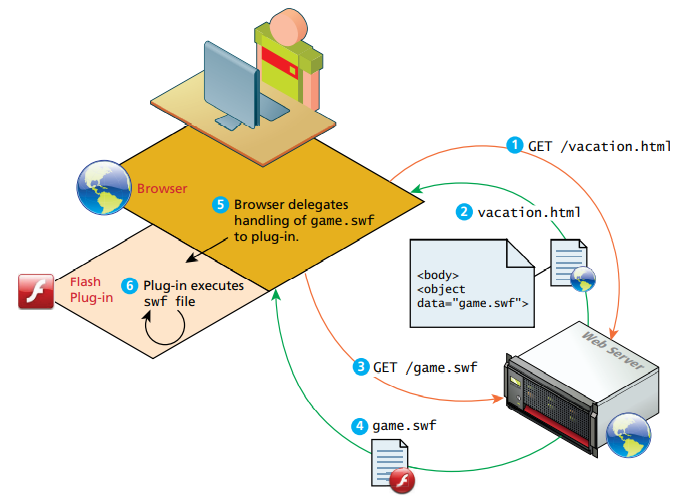 1 GET /vacation.html
Browser
5 Browser delegates
handling of game.swf
to plug-in.
2 vacation.html
<body>
<object
data="game.swf">
Flash
Plug-in
6 Plug-in executes
swf file
Web Server
3 GET /game.swf
4 game.swf